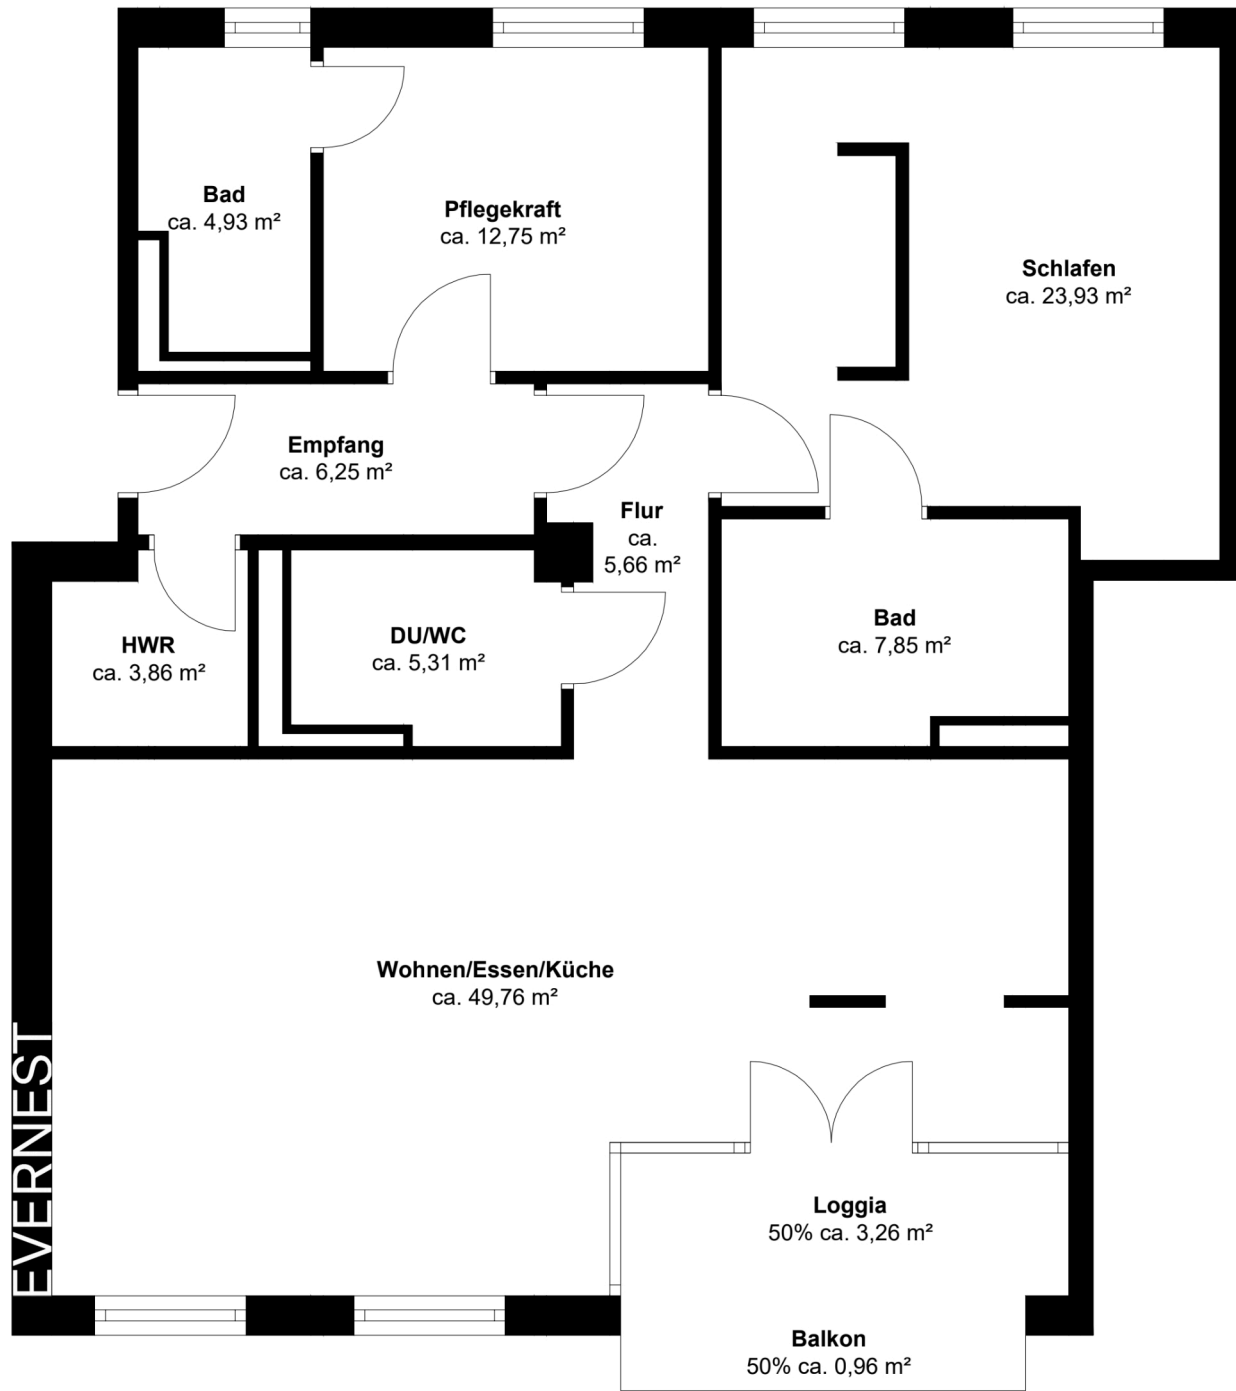 Bad
ca. 4,93 m²
Pflegekraft
ca. 12,75 m²
Schlafen
ca. 23,93 m²
Empfang
ca. 6,25 m²
Flur
ca.
5,66 m²
HWR
ca. 3,86 m²
DU/WC
ca. 5,31 m²
Bad
ca. 7,85 m²
Wohnen/Essen/Küche
ca. 49,76 m²
EVERNEST
Loggia
50% ca. 3,26 m²
Balkon
50% ca. 0,96 m²